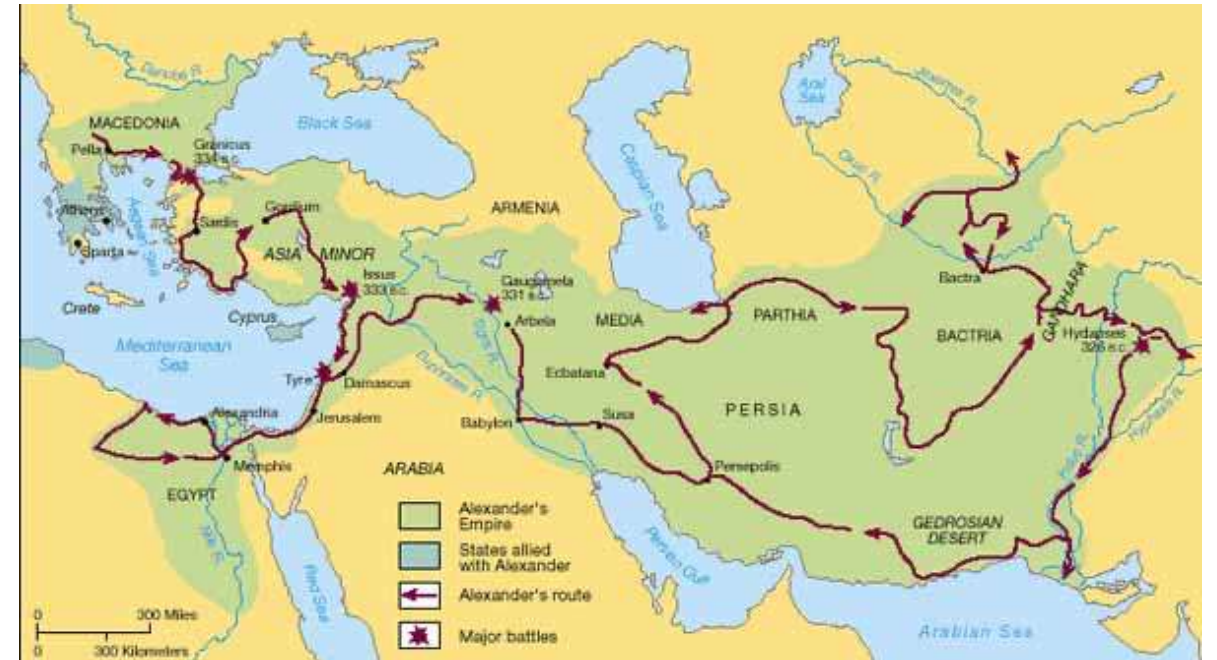 Danube R.
Aral
Sea
Jaxartes R.
MACEDONIA
Black Sea
Pella
Granicus
334 B.C.
Caspian Sea
Oxus R.
Athens
Aegean Sea
Sardis
Gordium
ARMENIA
Sparta
ASIA MINOR
Issus
333 B.C.
Gaugamela
331 B.C.
Bactra
GANDHARA
Crete
Cyprus
Arbela
MEDIA
PARTHIA
BACTRIA
Hydaspes
326 B.C.
Mediterranean
Sea
Tigris R.
Tyre
Damascus
Euphrates R.
Ecbatana
PERSIA
Alexandria
Jerusalem
Babylon
Susa
Hyphasis R.
Indus R.
Memphis
ARABIA
Persepolis
EGYPT
Nile R.
Alexander's
Empire
GEDROSIAN
DESERT
States allied
with Alexander
Persian Gulf
Red Sea
Alexander's route
0 300 Miles
Major battles
Arabian Sea
0 300 Kilometers